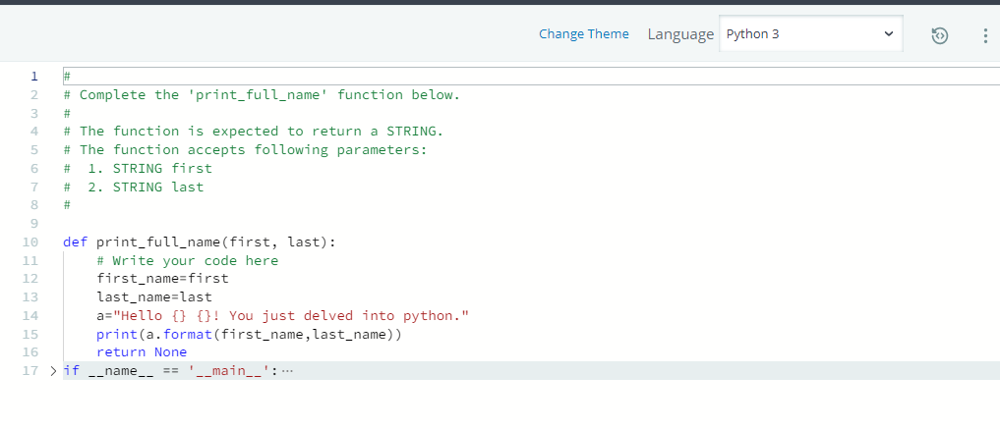 Change Theme Language Python 3
1 #
2 # Complete the 'print_full_name' function below.
3 #
4 # The function is expected to return a STRING.
5 # The function accepts following parameters:
6 #  1. STRING first
7 #  2. STRING last
8 #
9
10 def print_full_name(first, last):
11     # Write your code here
12     first_name=first
13     last_name=last
14     a="Hello {} {}! You just delved into python."
15     print(a.format(first_name,last_name))
16     return None
17 if __name__ == '__main__':⋯